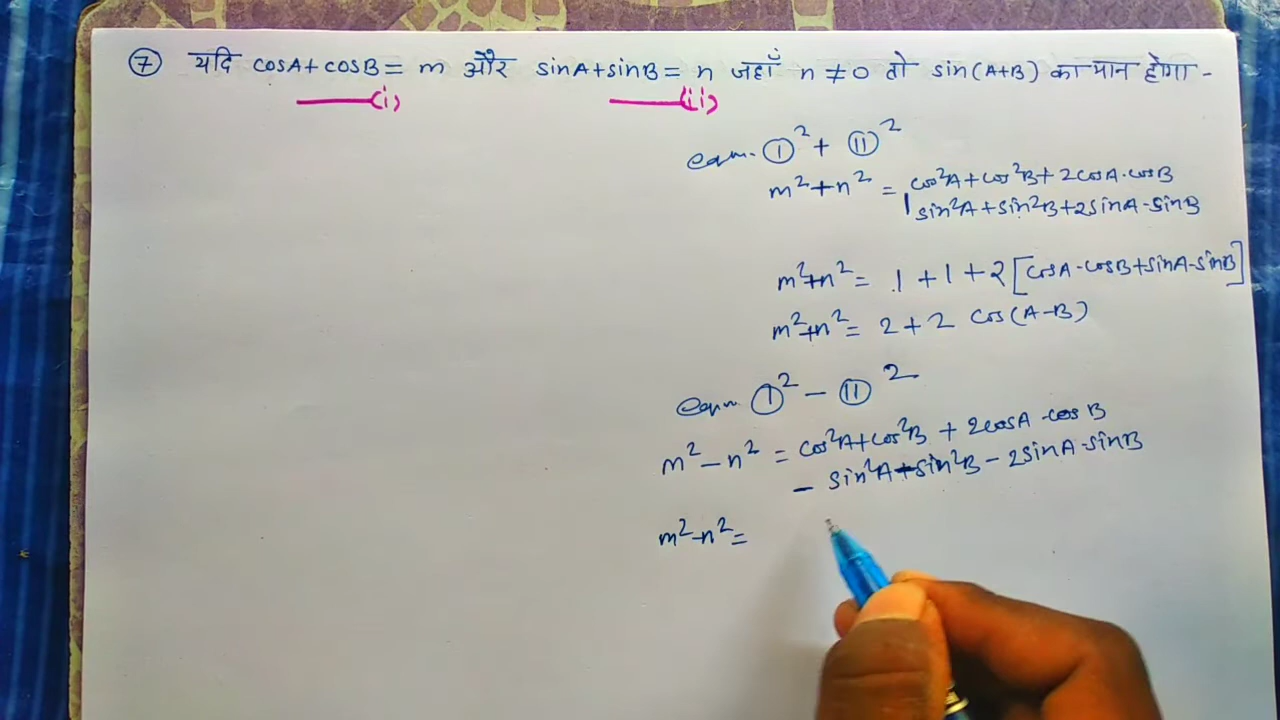 ⑦ यदि cosA+cosB= m और sinA+sinB= n जहाँ n ≠0 तो sin(A+B) का मान होगा -
(i) (ii)
eqn. ①² + ⑪²
m²+n² = cos²A+cos²B+2cosA·cosB
sin²A+sin²B+2sinA·sinB
m²+n²= 1+1+2[cosA·cosB+sinA·sinB]
m²+n²= 2+2 cos(A-B)
eqn. ①² - ⑪²
m²-n² = cos²A+cos²B + 2cosA·cosB
- sin²A-sin²B-2sinA·sinB
m²-n²=